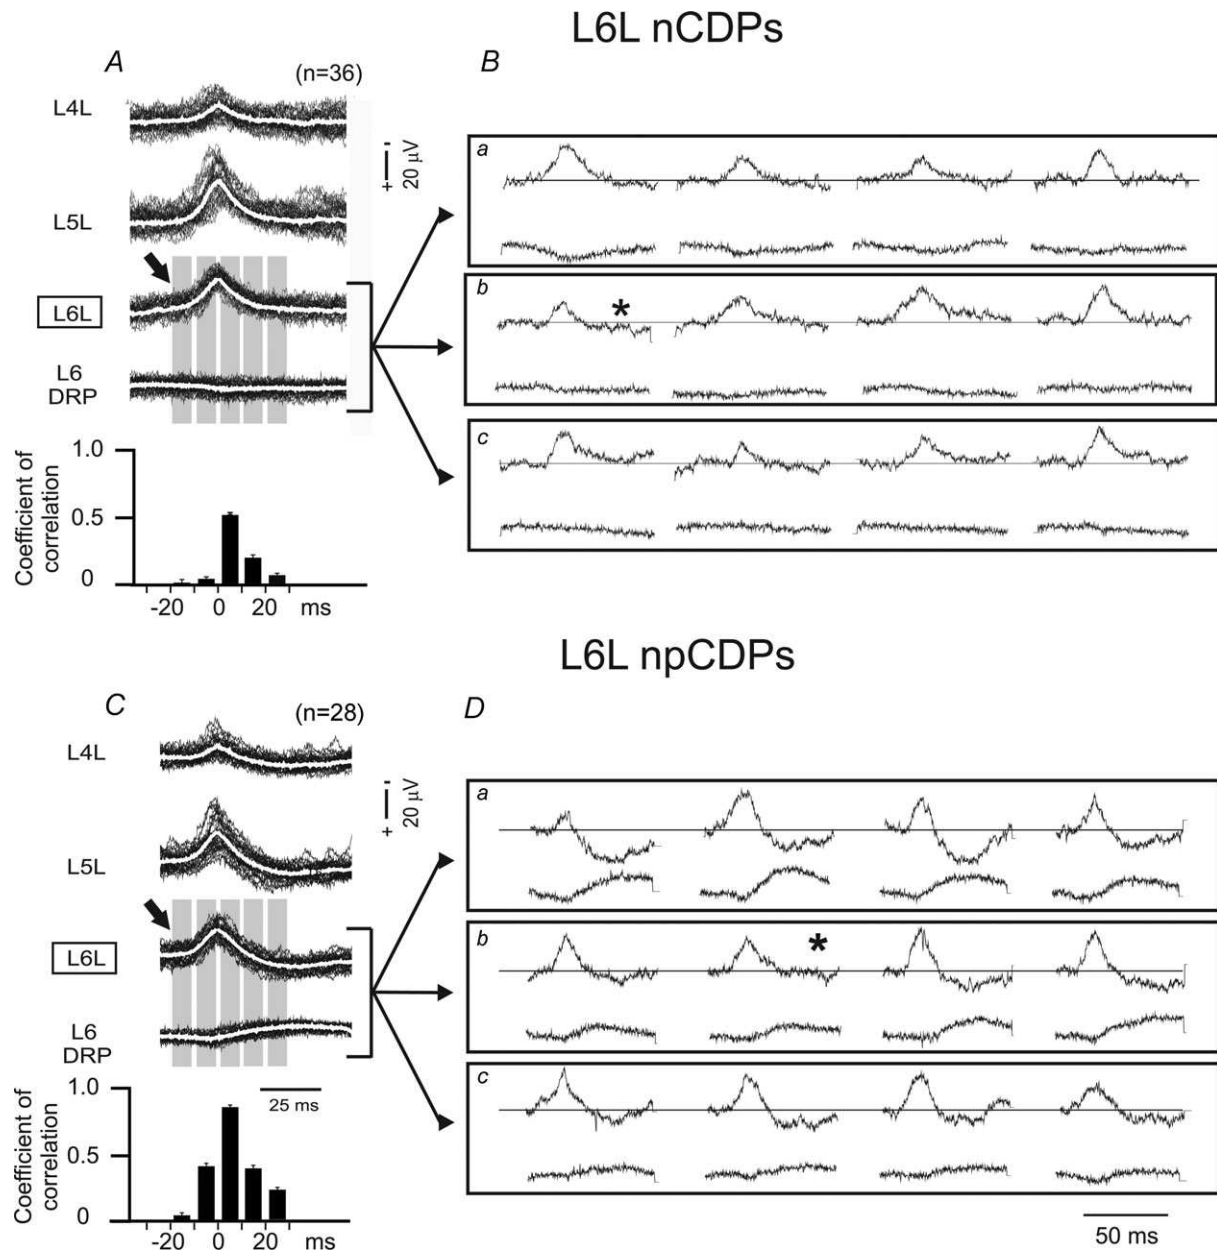 L6L nCDPs
A
(n=36)
L4L
L5L
L6L
L6
DRP
+ -
20 µV
1.0
0.5
0
Coefficient of
correlation
-20 0 20 ms
B
a
b
*
c
L6L npCDPs
C
(n=28)
L4L
L5L
L6L
L6
DRP
+ -
20 µV
25 ms
1.0
0.5
0
Coefficient of
correlation
-20 0 20 ms
D
a
b
*
c
50 ms